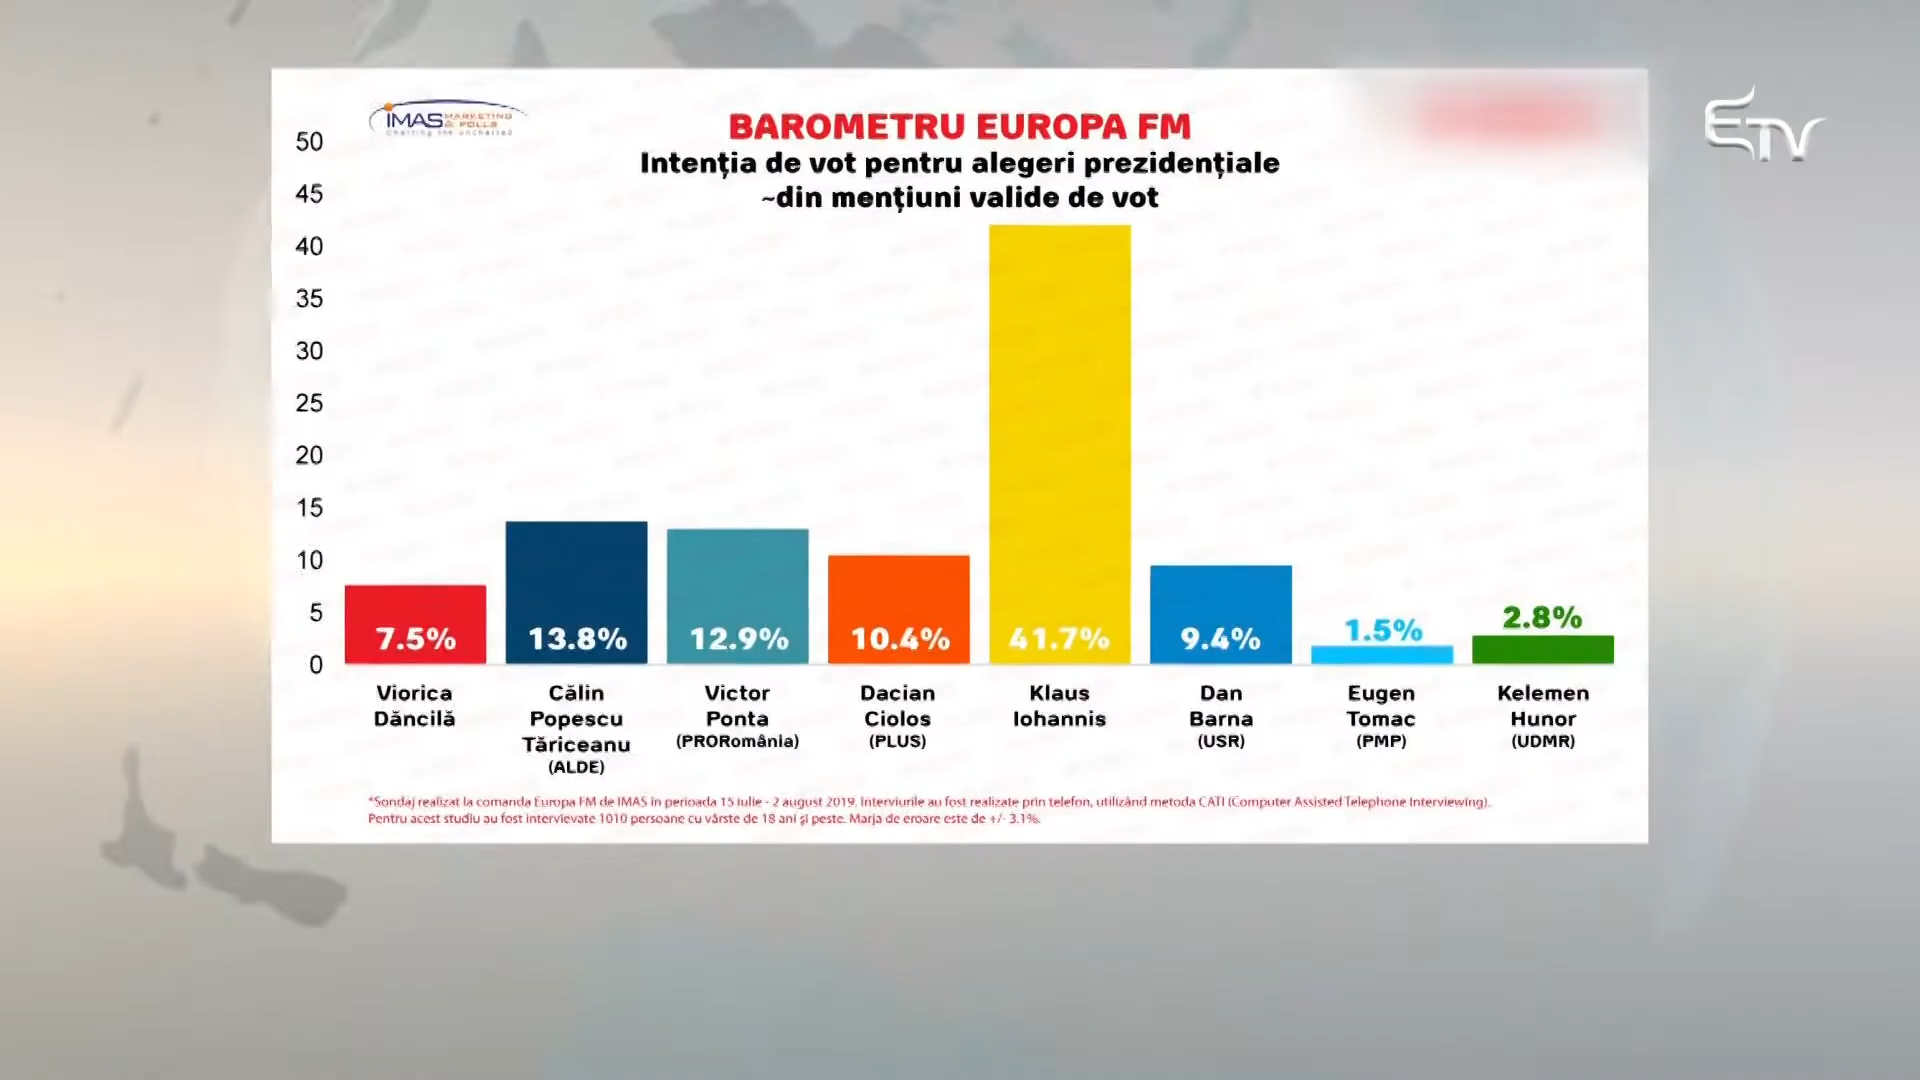 IMAS MARKETING
& POLLS
Charting the uncharted
BAROMETRU EUROPA FM
Intenția de vot pentru alegeri prezidențiale
~din mențiuni valide de vot
ETV
50
45
40
35
30
25
20
15
10
5
0
7.5%
13.8%
12.9%
10.4%
41.7%
9.4%
1.5%
2.8%
Viorica
Dăncilă
Călin
Popescu
Tăriceanu
(ALDE)
Victor
Ponta
(PRORomânia)
Dacian
Ciolos
(PLUS)
Klaus
Iohannis
Dan
Barna
(USR)
Eugen
Tomac
(PMP)
Kelemen
Hunor
(UDMR)
*Sondaj realizat la comanda Europa FM de IMAS în perioada 15 iulie - 2 august 2019. Interviurile au fost realizate prin telefon, utilizând metoda CATI (Computer Assisted Telephone Interviewing).
Pentru acest studiu au fost intervievate 1010 persoane cu vârste de 18 ani și peste. Marja de eroare este de +/- 3.1%.